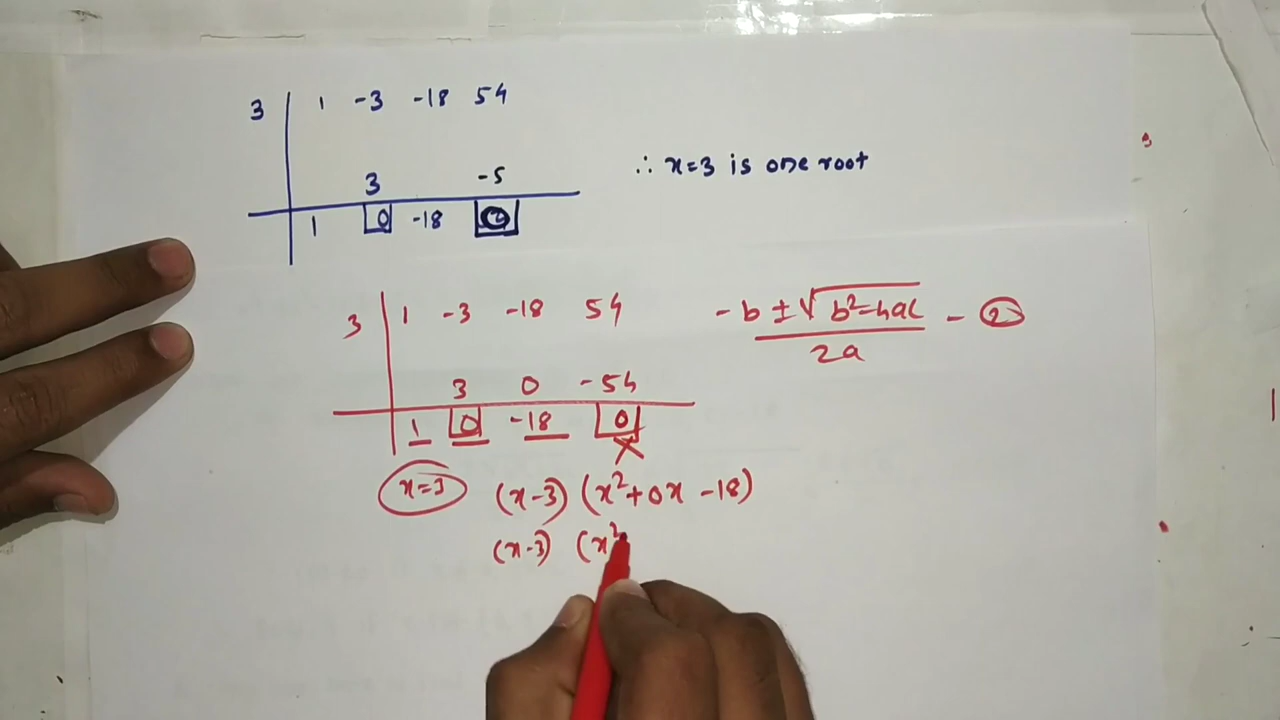 3 | 1 -3 -18 54
3 -5
∴ x=3 is one root
1 0 -18
3 | 1 -3 -18 54
-b ±√b²-4ac - ②
2a
3 0 -54
1 0 -18 0
x
x=3 (x-3) (x²+0x -18)
(x-3) (x²